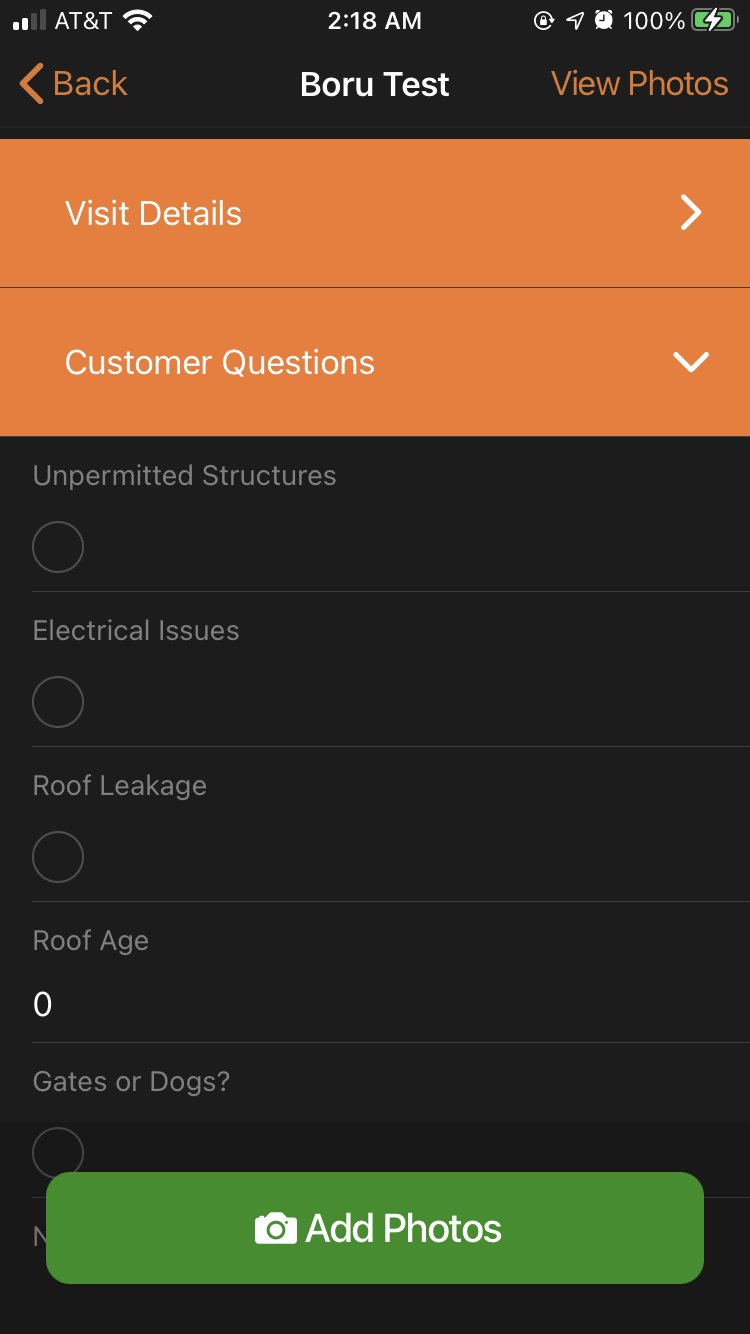 AT&T 2:18 AM 100%
Back Boru Test View Photos
Visit Details
Customer Questions
Unpermitted Structures
Electrical Issues
Roof Leakage
Roof Age
0
Gates or Dogs?
Add Photos